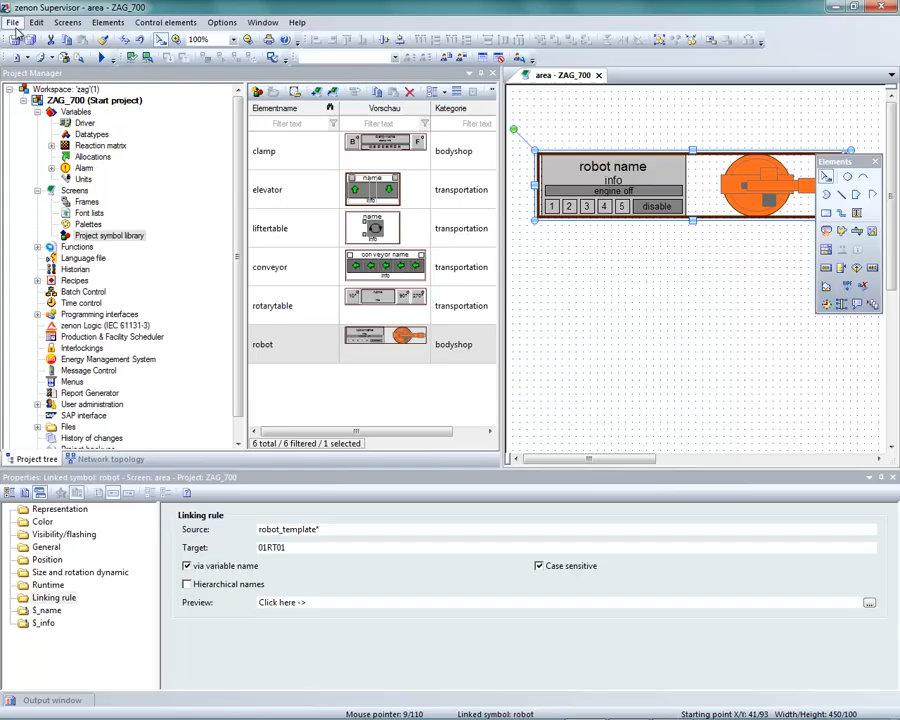 zenon Supervisor - area - ZAG_700
File Edit Screens Elements Control elements Options Window Help
100%
Project Manager
area - ZAG_700
Workspace: 'zag'(1)
ZAG_700 (Start project)
Variables
Driver
Datatypes
Reaction matrix
Allocations
Alarm
Units
Screens
Frames
Font lists
Palettes
Project symbol library
Functions
Language file
Historian
Recipes
Batch Control
Time control
Programming interfaces
zenon Logic (IEC 61131-3)
Production & Facility Scheduler
Interlockings
Energy Management System
Message Control
Menus
Report Generator
User administration
SAP interface
Files
History of changes
Project tree
Network topology
Elementname Vorschau Kategorie
Filter text Filter text Filter text
clamp B F bodyshop
elevator name info transportation
liftertable name transportation
conveyor conveyor name info transportation
rotarytable transportation
robot bodyshop
6 total / 6 filtered / 1 selected
robot name
info
engine off
1 2 3 4 5 disable
Elements
Properties: Linked symbol: robot - Screen: area - Project: ZAG_700
Representation
Color
Visibility/flashing
General
Position
Size and rotation dynamic
Runtime
Linking rule
$_name
$_info
Linking rule
Source: robot_template*
Target: 01RT01
via variable name
Case sensitive
Hierarchical names
Preview: Click here -> ...
Output window
Mouse pointer: 9/110
Linked symbol: robot
Starting point X/Y: 41/93
Width/Height: 450/100